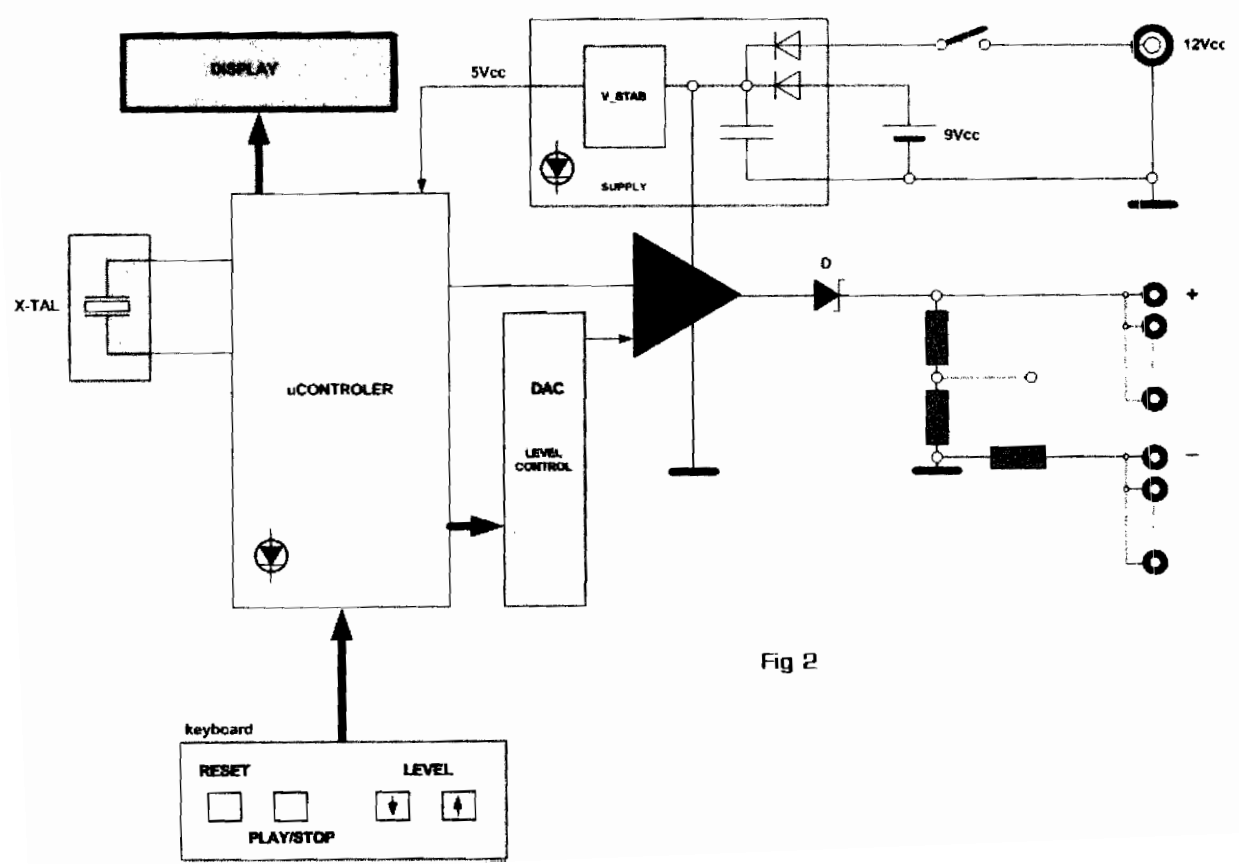 DISPLAY
5Vcc
V_STAB
SUPPLY
12Vcc
9Vcc
X-TAL
uCONTROLER
DAC
LEVEL
CONTROL
D
+
−
Fig 2
keyboard
RESET
LEVEL
PLAY/STOP